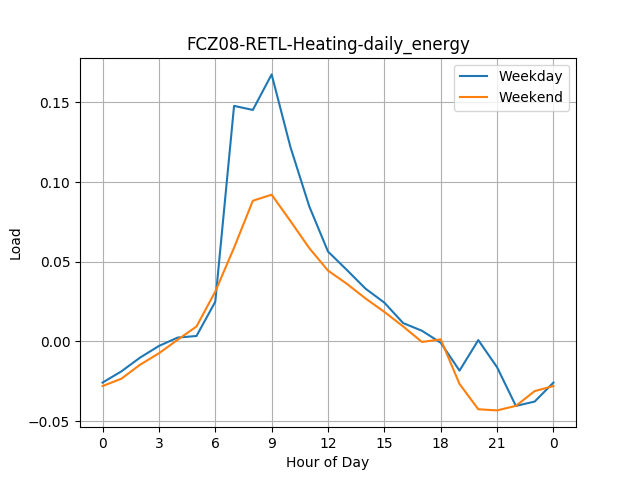 FCZ08-RETL-Heating-daily_energy
Weekday
Weekend
Load
0.15
0.10
0.05
0.00
−0.05
0 3 6 9 12 15 18 21 0
Hour of Day